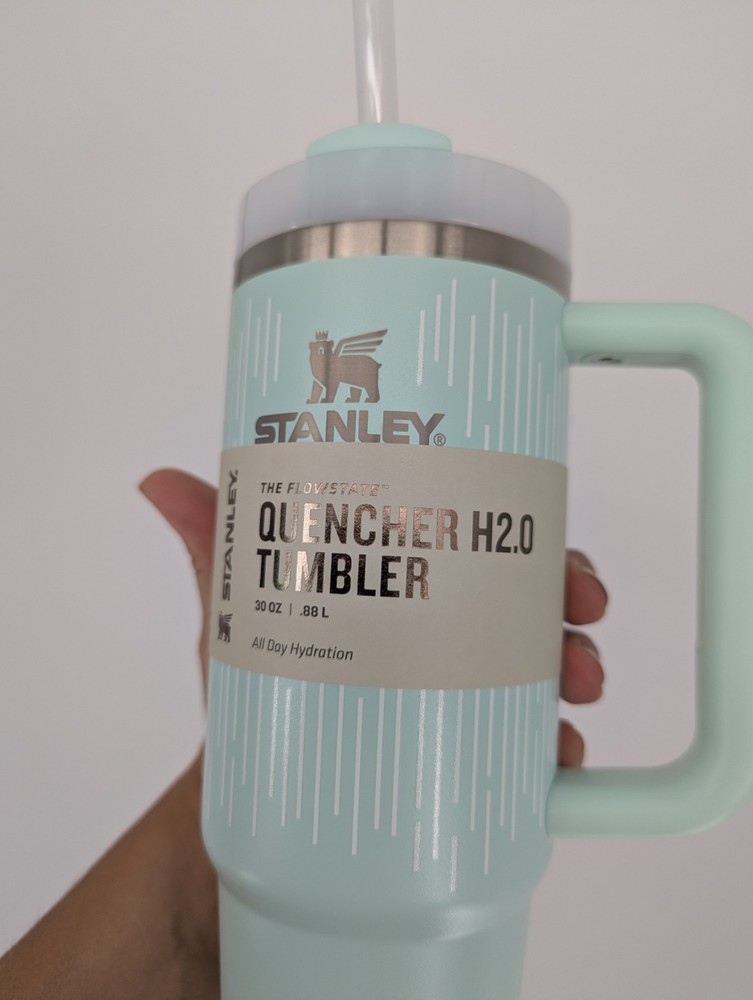 STANLEY®
STANLEY.
THE FLOWSTATE™
QUENCHER H2.0
TUMBLER
30 OZ | .88 L
All Day Hydration